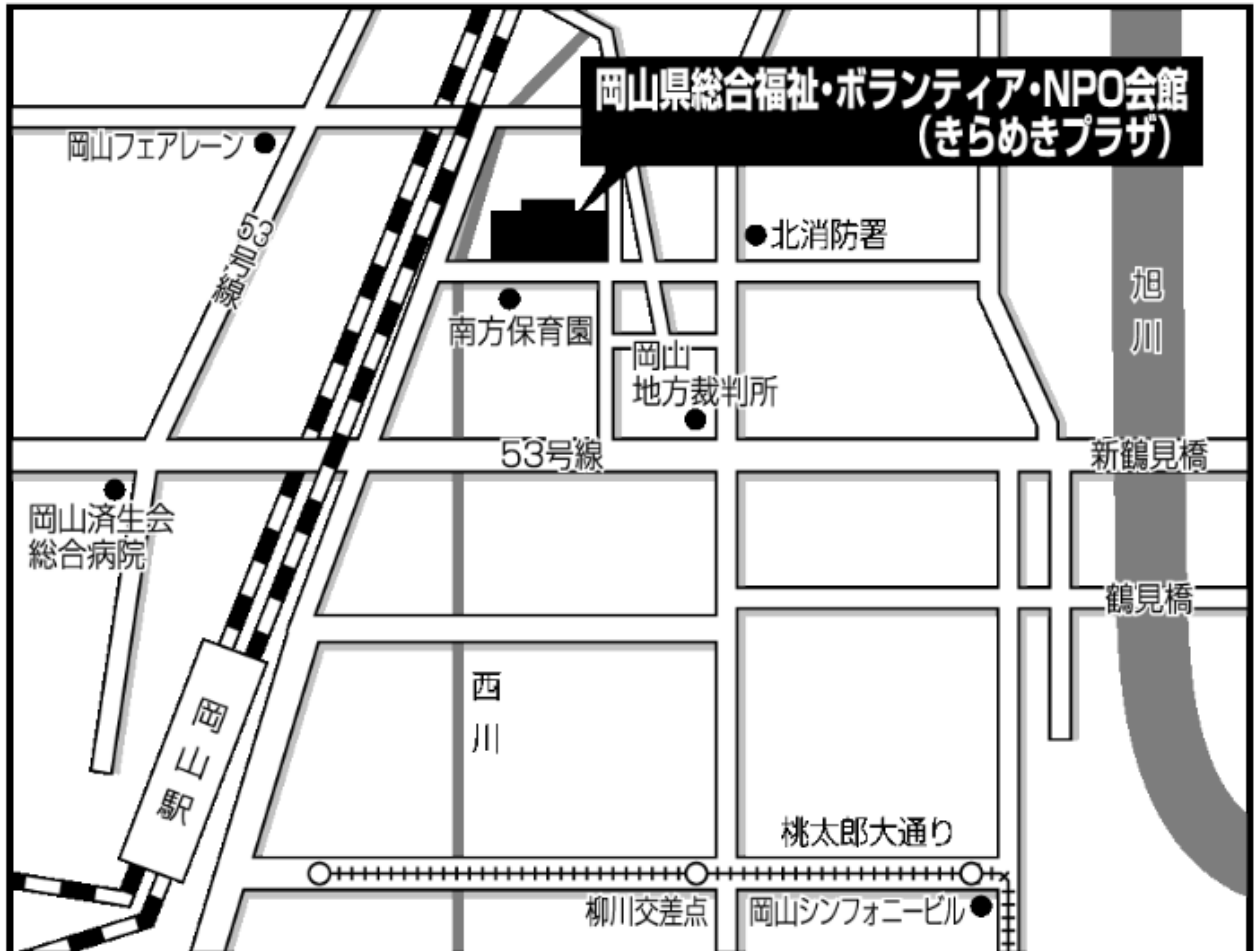 岡山県総合福祉・ボランティア・NPO会館
(きらめきプラザ)
岡山フェアレーン
53号線
北消防署
旭川
南方保育園
岡山
地方裁判所
53号線
新鶴見橋
岡山済生会
総合病院
鶴見橋
西川
岡山駅
桃太郎大通り
柳川交差点
岡山シンフォニービル